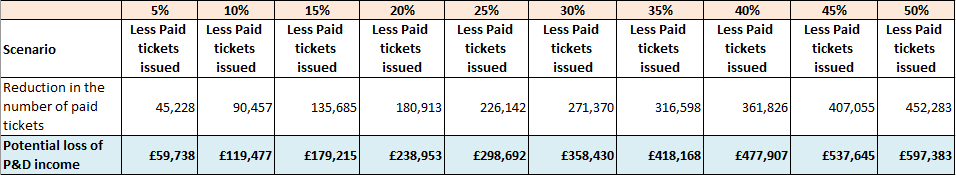 5% 10% 15% 20% 25% 30% 35% 40% 45% 50%
Scenario Less Paid tickets issued Less Paid tickets issued Less Paid tickets issued Less Paid tickets issued Less Paid tickets issued Less Paid tickets issued Less Paid tickets issued Less Paid tickets issued Less Paid tickets issued Less Paid tickets issued
Reduction in the number of paid tickets 45,228 90,457 135,685 180,913 226,142 271,370 316,598 361,826 407,055 452,283
Potential loss of P&D income £59,738 £119,477 £179,215 £238,953 £298,692 £358,430 £418,168 £477,907 £537,645 £597,383